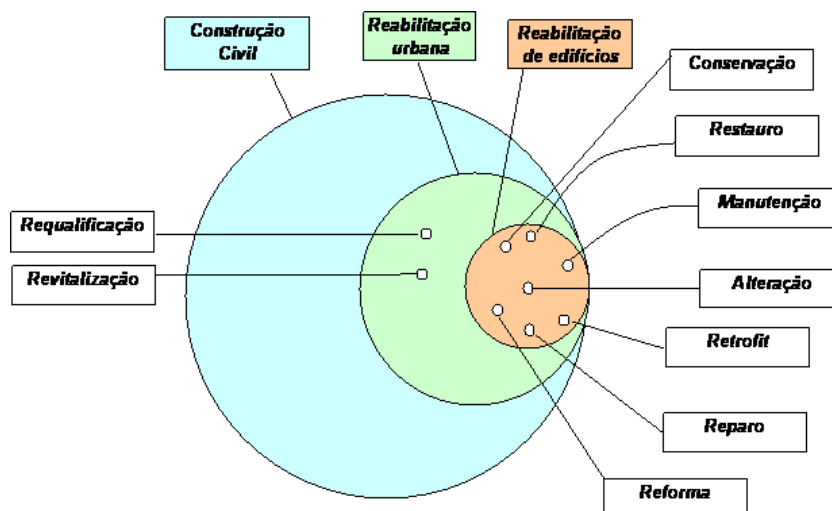 Construção
Civil
Reabilitação
urbana
Reabilitação
de edifícios
Conservação
Restauro
Manutenção
Requalificação
Revitalização
Alteração
Retrofit
Reparo
Reforma